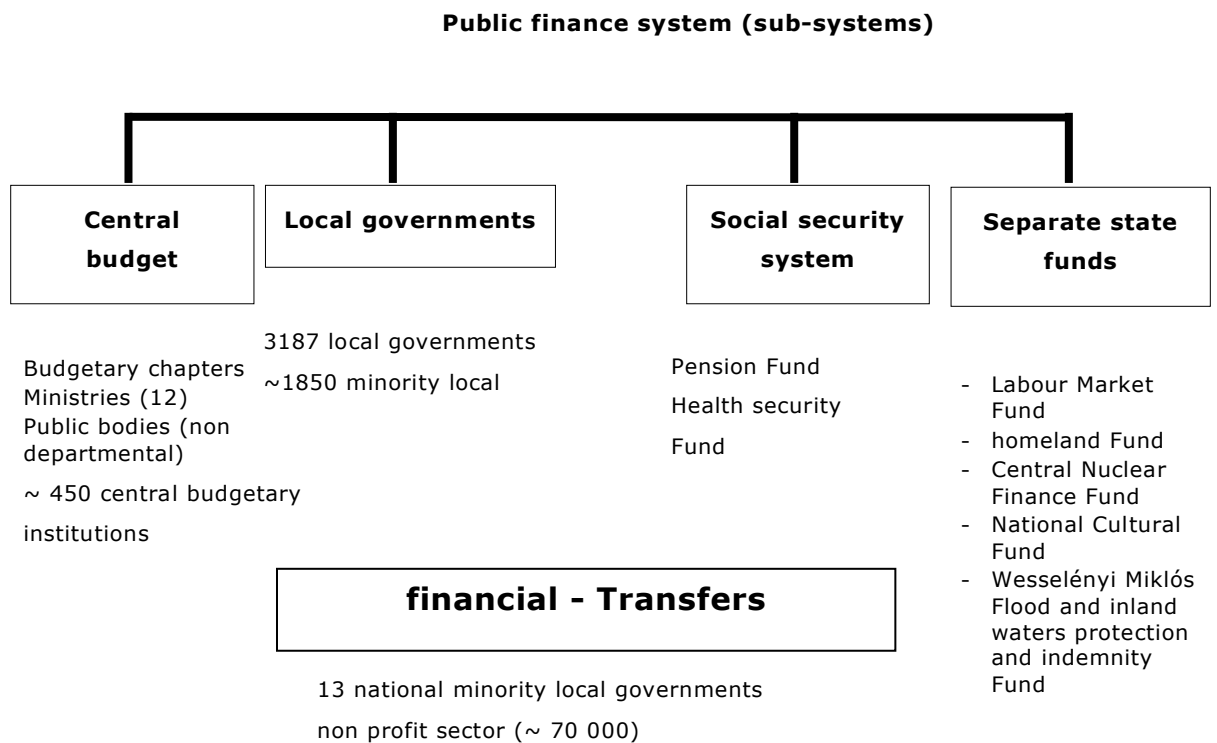 Public finance system (sub-systems)
Central
budget
Local governments
Social security
system
Separate state
funds
Budgetary chapters
Ministries (12)
Public bodies (non
departmental)
~ 450 central budgetary
institutions
3187 local governments
~1850 minority local
Pension Fund
Health security
Fund
- Labour Market
Fund
- homeland Fund
- Central Nuclear
Finance Fund
- National Cultural
Fund
- Wesselényi Miklós
Flood and inland
waters protection
and indemnity
Fund
financial - Transfers
13 national minority local governments
non profit sector (~ 70 000)